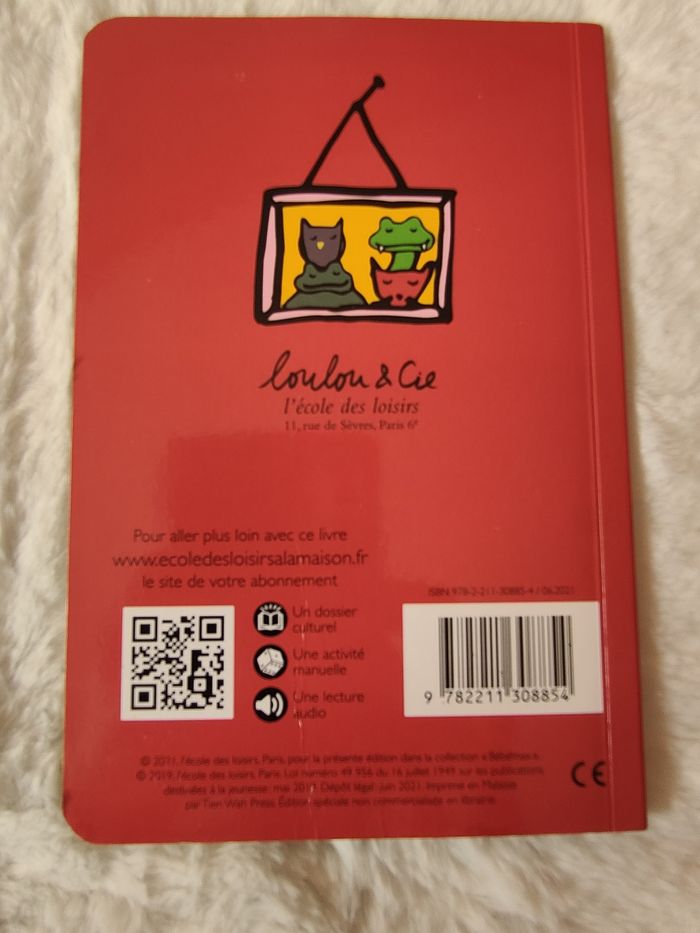 loulou & Cie
l'école des loisirs
11, rue de Sèvres, Paris 6e
Pour aller plus loin avec ce livre
www.ecoledesloisirsalamaison.fr
le site de votre abonnement
Un dossier
culturel
Une activité
manuelle
Une lecture
audio
ISBN 978-2-211-30885-4 / 06.2021
9 782211 308854
© 2021, l'école des loisirs, Paris, pour la présente édition dans la collection « Bébémax ».
© 2019, l'école des loisirs, Paris. Loi numéro 49 956 du 16 juillet 1949 sur les publications
destinées à la jeunesse: mai 2019. Dépôt légal: juin 2021. Imprimé en Malaisie
par Tien Wah Press. Édition spéciale non commercialisée en librairie.
CE